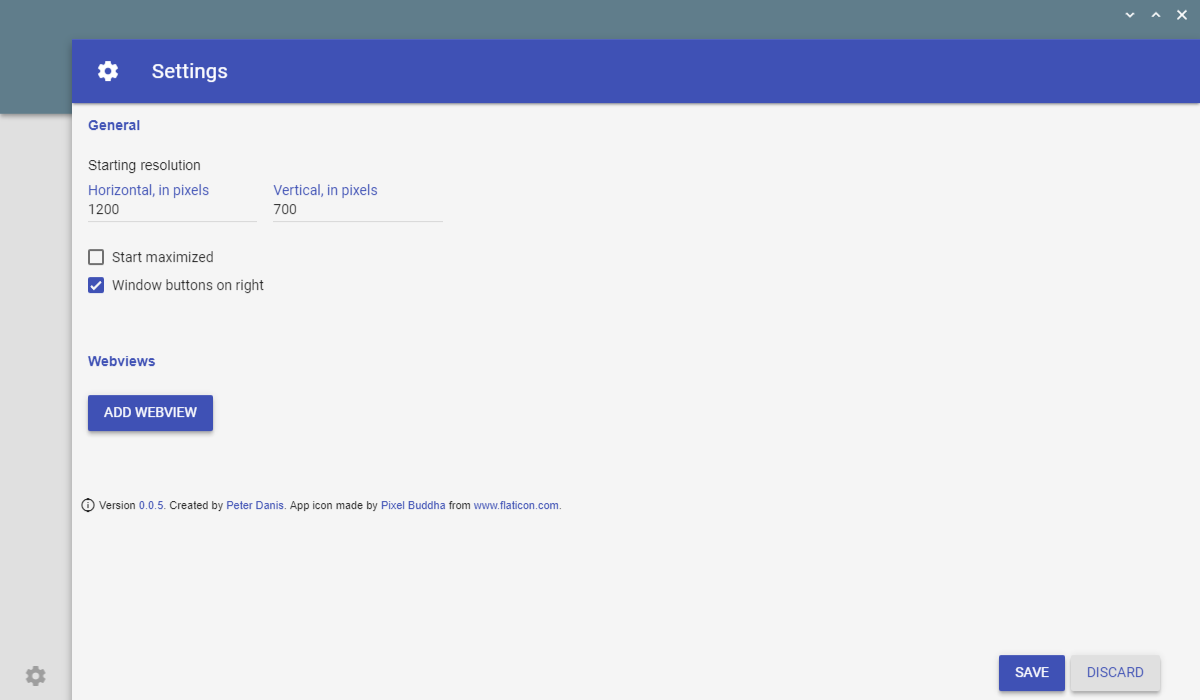 Settings
General
Starting resolution
Horizontal, in pixels Vertical, in pixels
1200 700
Start maximized
Window buttons on right
Webviews
ADD WEBVIEW
Version 0.0.5. Created by Peter Danis. App icon made by Pixel Buddha from www.flaticon.com.
SAVE DISCARD